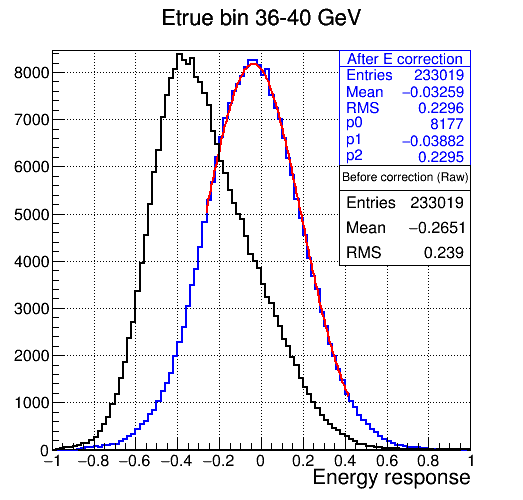 Etrue bin 36-40 GeV
After E correction
Entries 233019
Mean −0.03259
RMS 0.2296
p0 8177
p1 −0.03882
p2 0.2295
Before correction (Raw)
Entries 233019
Mean −0.2651
RMS 0.239
8000
7000
6000
5000
4000
3000
2000
1000
0
−1 −0.8 −0.6 −0.4 −0.2 0 0.2 0.4 0.6 0.8 1
Energy response